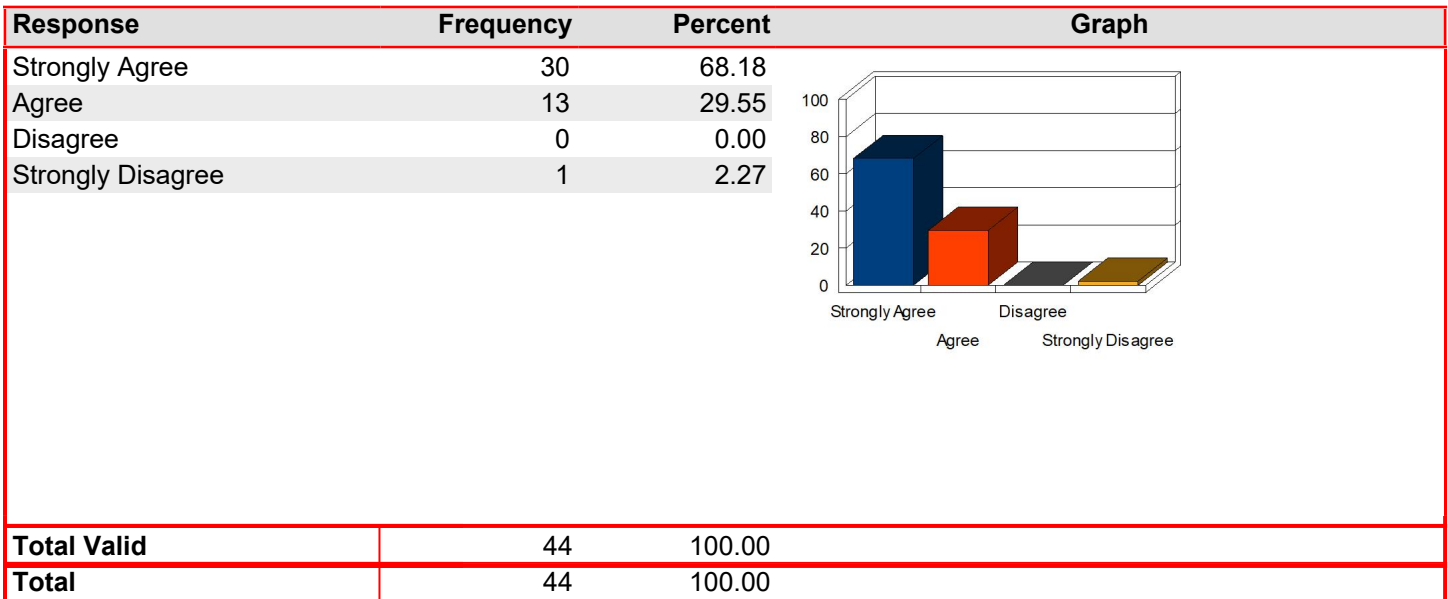 Response Frequency Percent Graph
Strongly Agree 30 68.18
Agree 13 29.55
Disagree 0 0.00
Strongly Disagree 1 2.27
100
80
60
40
20
0
Strongly Agree Disagree
Agree Strongly Disagree
Total Valid 44 100.00
Total 44 100.00